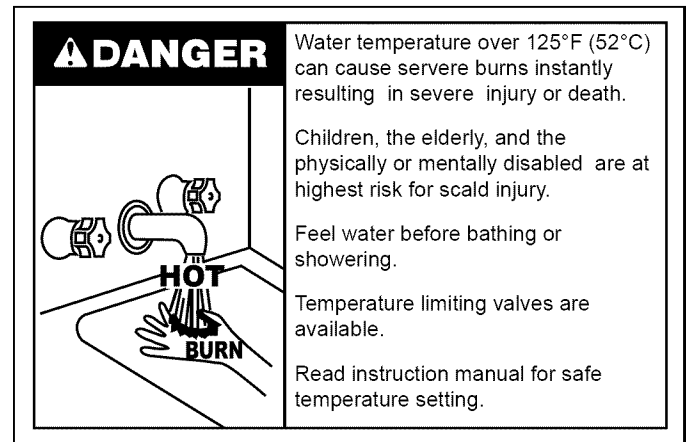 DANGER
Water temperature over 125°F (52°C)
can cause servere burns instantly
resulting in severe injury or death.
Children, the elderly, and the
physically or mentally disabled are at
highest risk for scald injury.
Feel water before bathing or
showering.
Temperature limiting valves are
available.
Read instruction manual for safe
temperature setting.
HOT
BURN